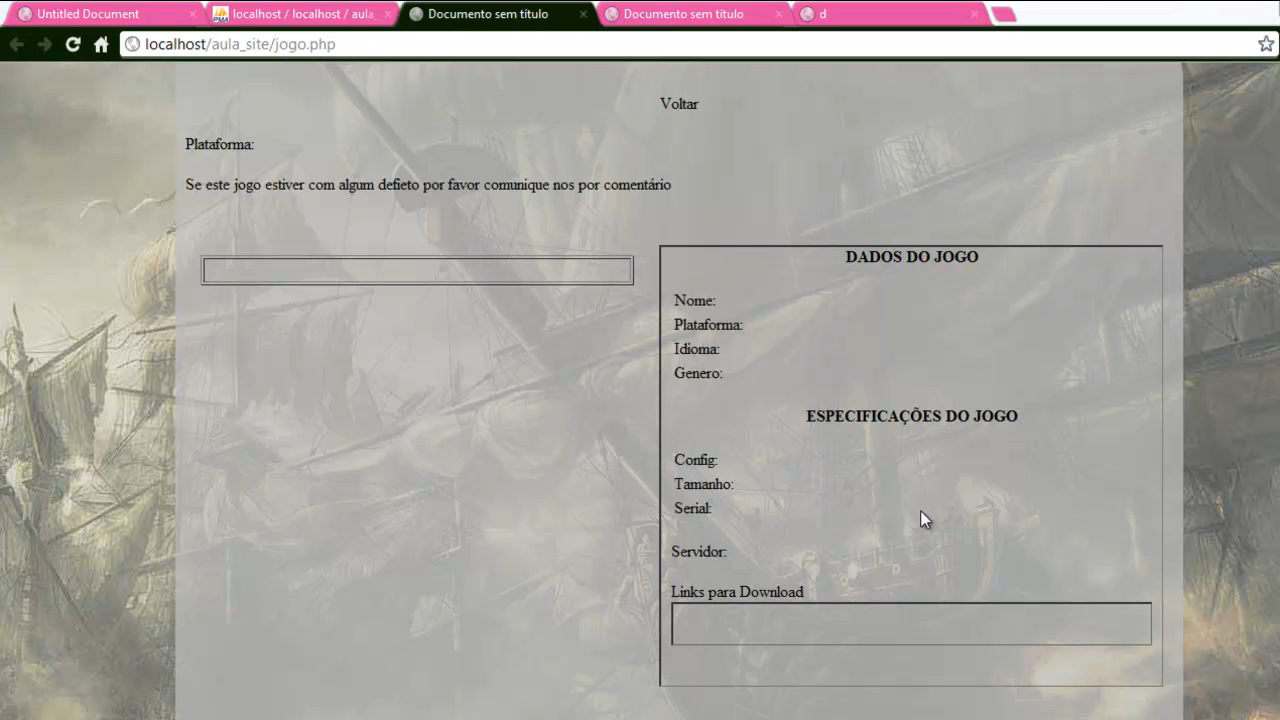 Untitled Document
localhost / localhost / aula_
Documento sem título
Documento sem título
d
localhost/aula_site/jogo.php
Voltar
Plataforma:
Se este jogo estiver com algum defieto por favor comunique nos por comentário
DADOS DO JOGO
Nome:
Plataforma:
Idioma:
Genero:
ESPECIFICAÇÕES DO JOGO
Config:
Tamanho:
Serial:
Servidor:
Links para Download